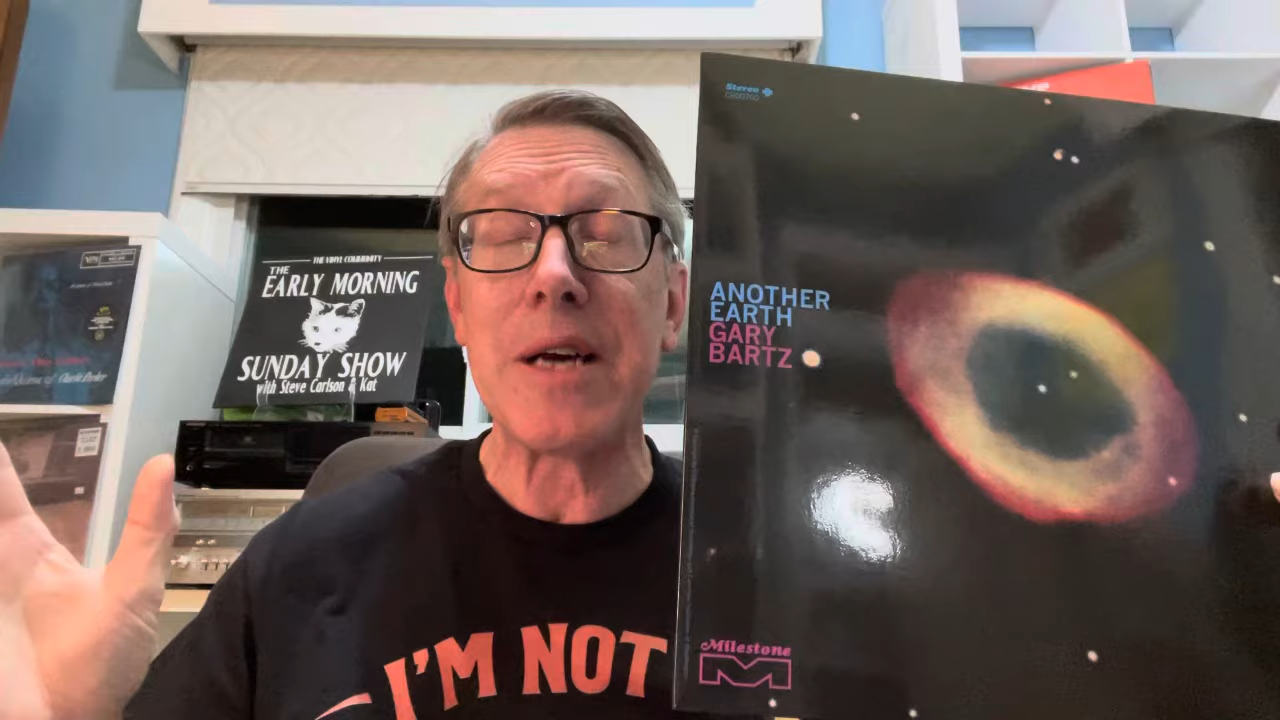 THE VINYL COMMUNITY
THE
EARLY MORNING
SUNDAY SHOW
with Steve Carlson & Kat
Stereo
ANOTHER
EARTH
GARY
BARTZ
Milestone
M
I'M NOT